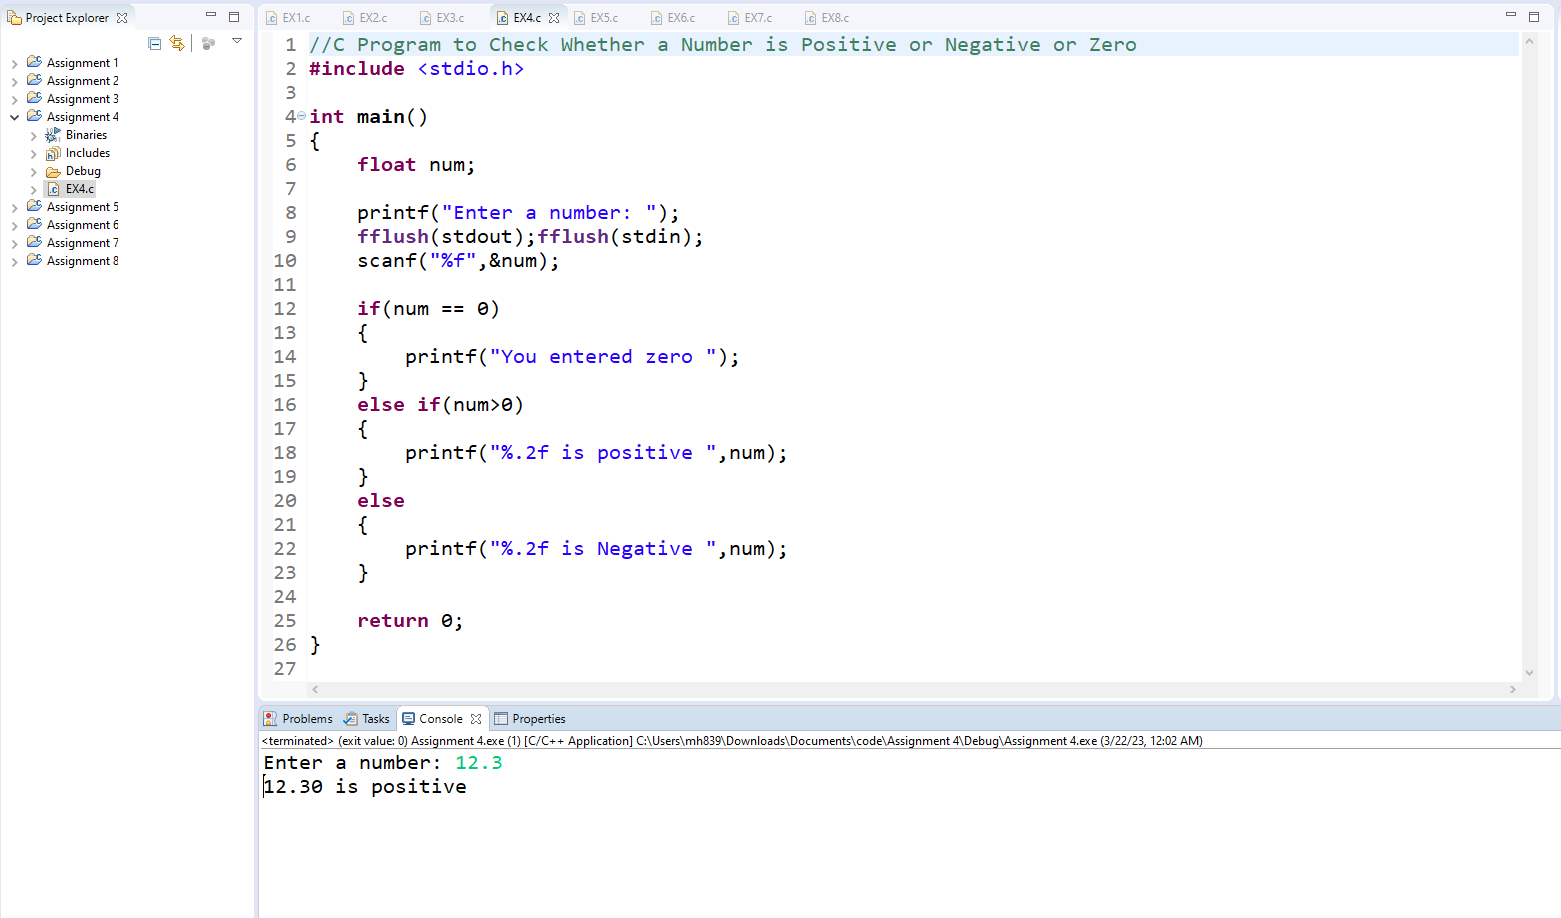 Project Explorer
Assignment 1
Assignment 2
Assignment 3
Assignment 4
Binaries
Includes
Debug
EX4.c
Assignment 5
Assignment 6
Assignment 7
Assignment 8
EX1.c EX2.c EX3.c EX4.c EX5.c EX6.c EX7.c EX8.c
1 //C Program to Check Whether a Number is Positive or Negative or Zero
2 #include <stdio.h>
3
4 int main()
5 {
6     float num;
7
8     printf("Enter a number: ");
9     fflush(stdout);fflush(stdin);
10     scanf("%f",&num);
11
12     if(num == 0)
13     {
14         printf("You entered zero ");
15     }
16     else if(num>0)
17     {
18         printf("%.2f is positive ",num);
19     }
20     else
21     {
22         printf("%.2f is Negative ",num);
23     }
24
25     return 0;
26 }
27
Problems Tasks Console Properties
<terminated> (exit value: 0) Assignment 4.exe (1) [C/C++ Application] C:\Users\mh839\Downloads\Documents\code\Assignment 4\Debug\Assignment 4.exe (3/22/23, 12:02 AM)
Enter a number: 12.3
12.30 is positive